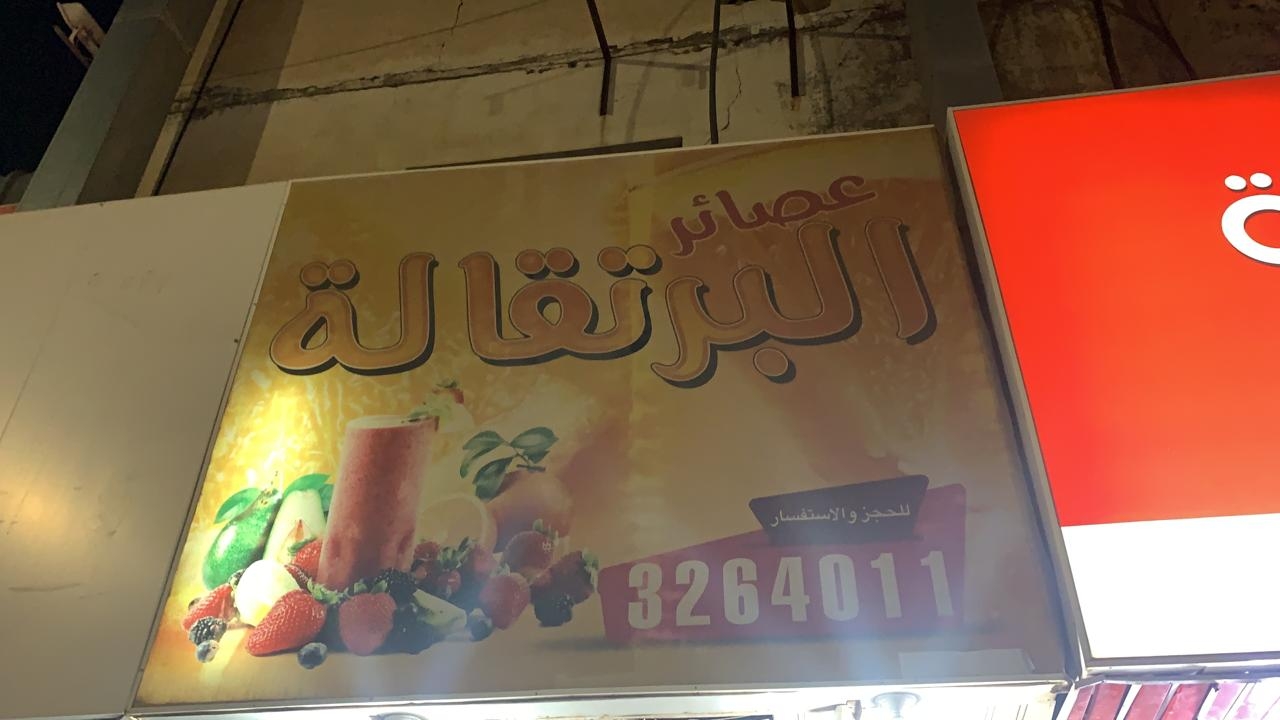 عصائر
البرتقالة
للحجز والاستفسار
3264011
ة